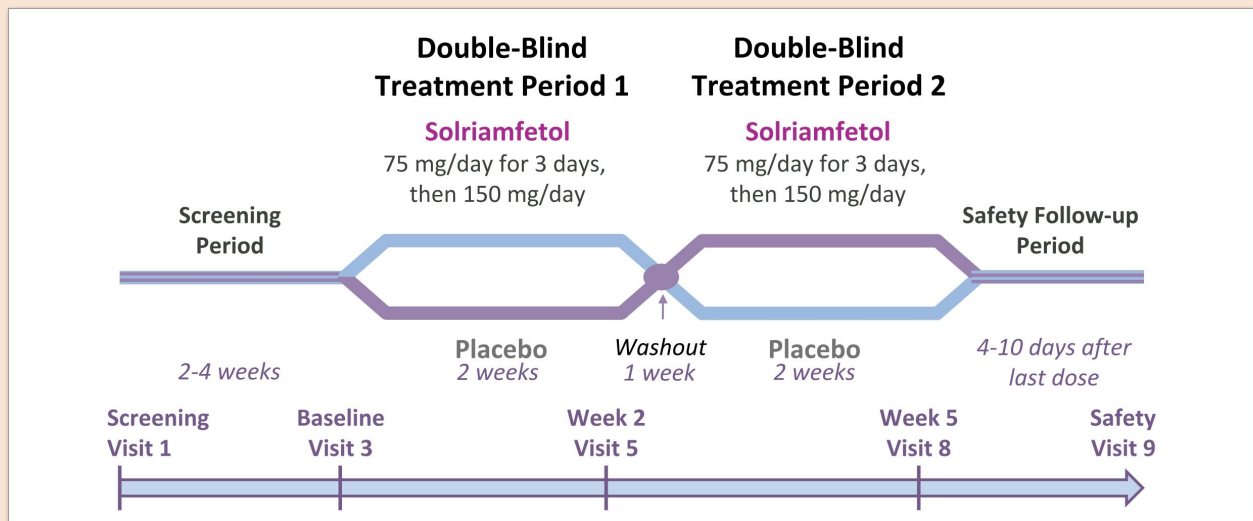 Double-Blind
Treatment Period 1
Solriamfetol
75 mg/day for 3 days,
then 150 mg/day
Double-Blind
Treatment Period 2
Solriamfetol
75 mg/day for 3 days,
then 150 mg/day
Screening
Period
Safety Follow-up
Period
2-4 weeks
Placebo
2 weeks
Washout
1 week
Placebo
2 weeks
4-10 days after
last dose
Screening
Visit 1
Baseline
Visit 3
Week 2
Visit 5
Week 5
Visit 8
Safety
Visit 9